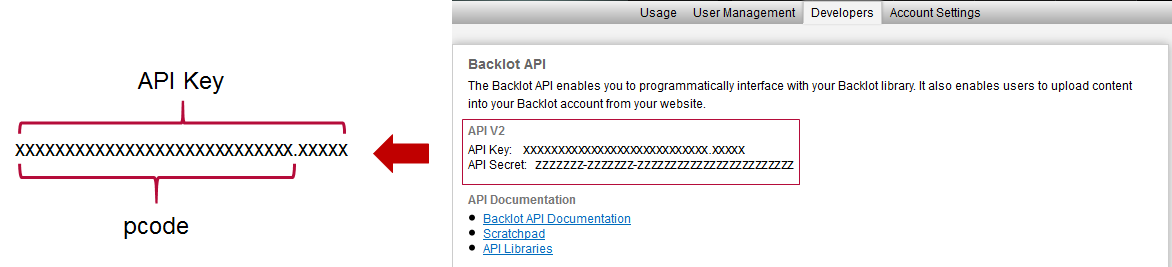 API Key
XXXXXXXXXXXXXXXXXXXXXXXXXXXX.XXXXX
pcode
Usage User Management Developers Account Settings
Backlot API
The Backlot API enables you to programmatically interface with your Backlot library. It also enables users to upload content
into your Backlot account from your website.
API V2
API Key: XXXXXXXXXXXXXXXXXXXXXXXXXXX.XXXXX
API Secret: ZZZZZZZ-ZZZZZZZ-ZZZZZZZZZZZZZZZZZZZZZZZZ
API Documentation
Backlot API Documentation
Scratchpad
API Libraries